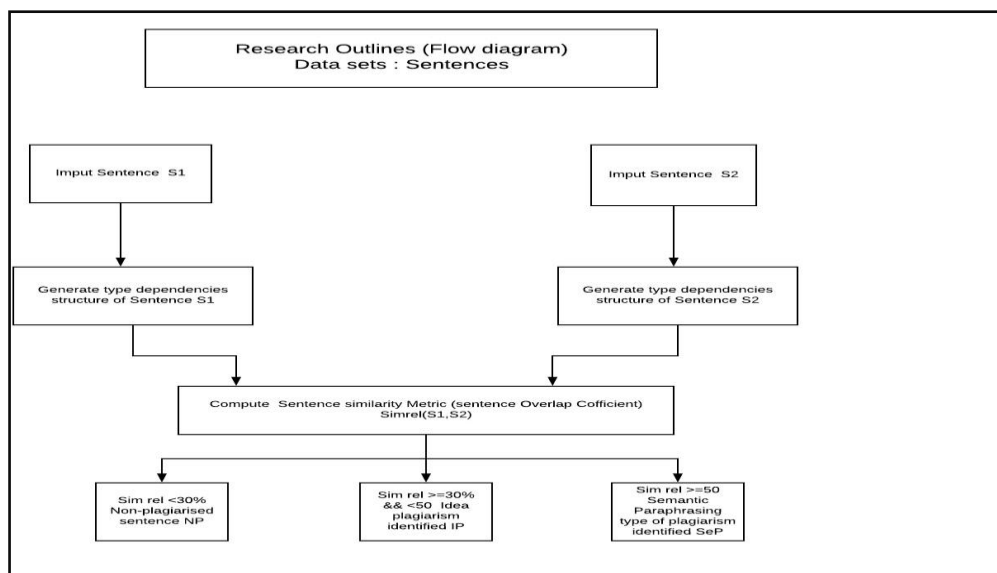 Research Outlines (Flow diagram)
Data sets : Sentences
Imput Sentence S1
Imput Sentence S2
Generate type dependencies
structure of Sentence S1
Generate type dependencies
structure of Sentence S2
Compute Sentence similarity Metric (sentence Overlap Cofficient)
Simrel(S1,S2)
Sim rel <30%
Non-plagiarised
sentence NP
Sim rel >=30%
&& <50 Idea
plagiarism
identified IP
Sim rel >=50
Semantic
Paraphrasing
type of plagiarism
identified SeP